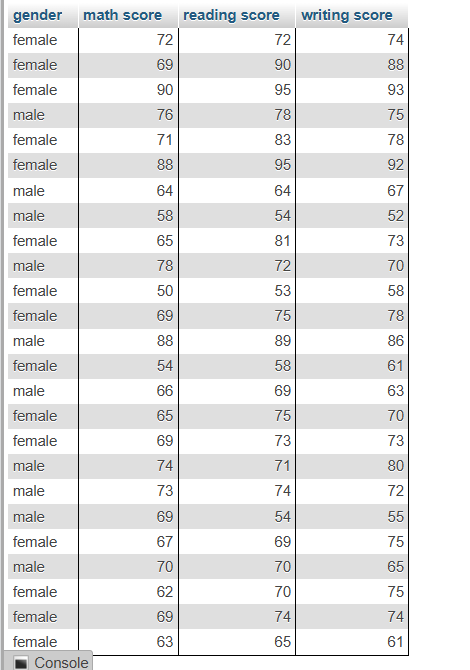 gender math score reading score writing score
female 72 72 74
female 69 90 88
female 90 95 93
male 76 78 75
female 71 83 78
female 88 95 92
male 64 64 67
male 58 54 52
female 65 81 73
male 78 72 70
female 50 53 58
female 69 75 78
male 88 89 86
female 54 58 61
male 66 69 63
female 65 75 70
female 69 73 73
male 74 71 80
male 73 74 72
male 69 54 55
female 67 69 75
male 70 70 65
female 62 70 75
female 69 74 74
female 63 65 61
Console